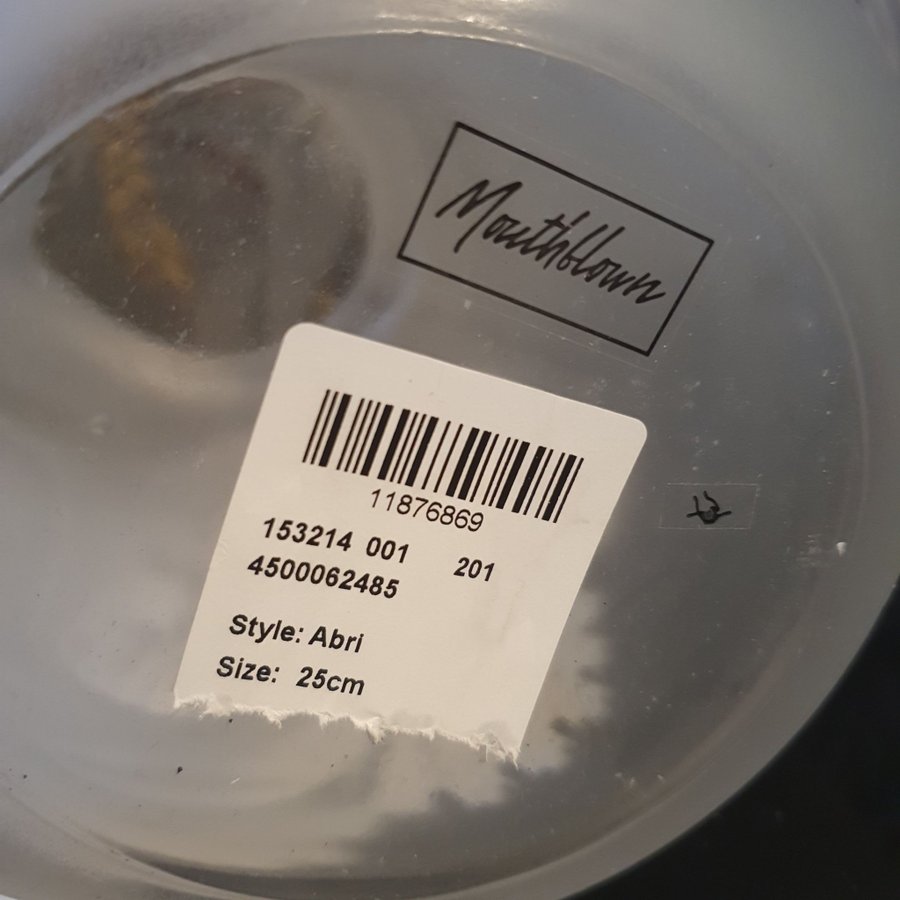 Mouthblown
11876869
153214 001 201
4500062485
Style: Abri
Size: 25cm